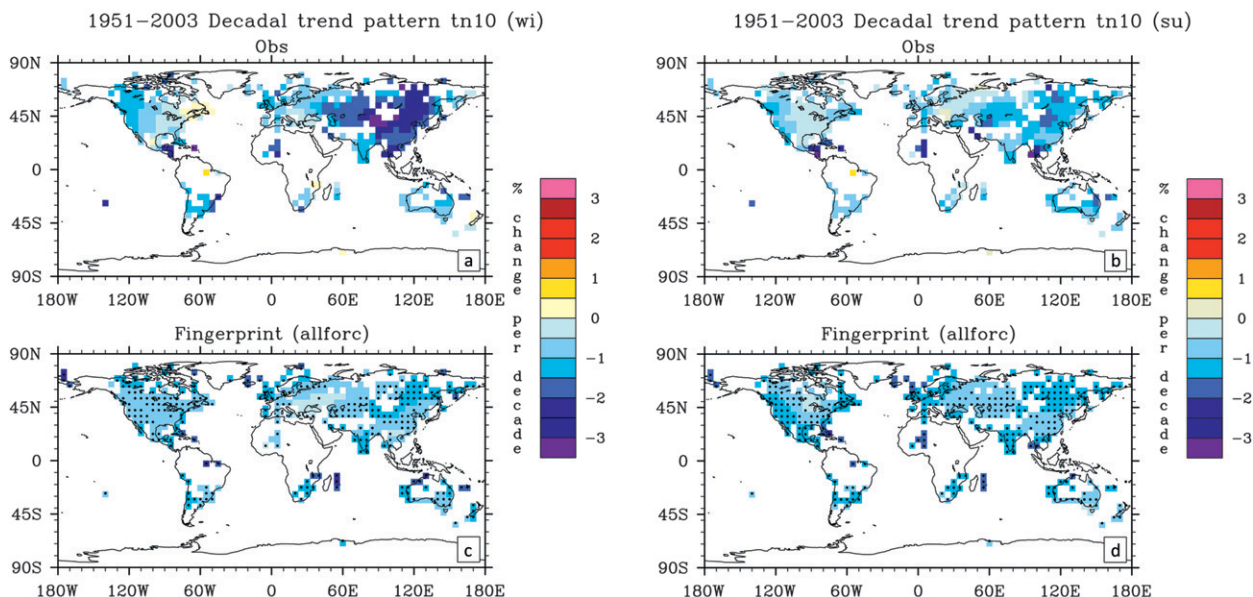 1951−2003 Decadal trend pattern tn10 (wi)
Obs
90N
45N
0
45S
90S
180W 120W 60W 0 60E 120E 180E
a
Fingerprint (allforc)
90N
45N
0
45S
90S
180W 120W 60W 0 60E 120E 180E
c
3
2
1
0
−1
−2
−3
% change per decade
1951−2003 Decadal trend pattern tn10 (su)
Obs
90N
45N
0
45S
90S
180W 120W 60W 0 60E 120E 180E
b
Fingerprint (allforc)
90N
45N
0
45S
90S
180W 120W 60W 0 60E 120E 180E
d
3
2
1
0
−1
−2
−3
% change per decade